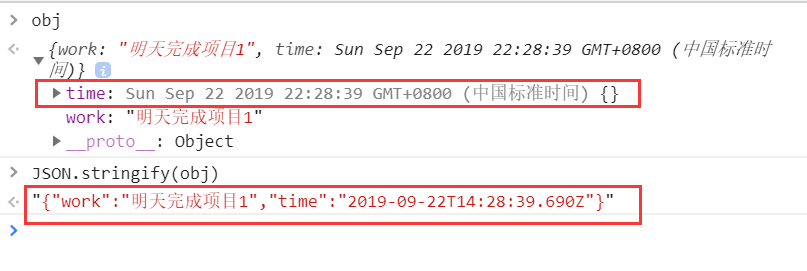 obj
{work: "明天完成项目1", time: Sun Sep 22 2019 22:28:39 GMT+0800 (中国标准时
间)} i
time: Sun Sep 22 2019 22:28:39 GMT+0800 (中国标准时间) {}
work: "明天完成项目1"
__proto__: Object
JSON.stringify(obj)
"{"work":"明天完成项目1","time":"2019-09-22T14:28:39.690Z"}"